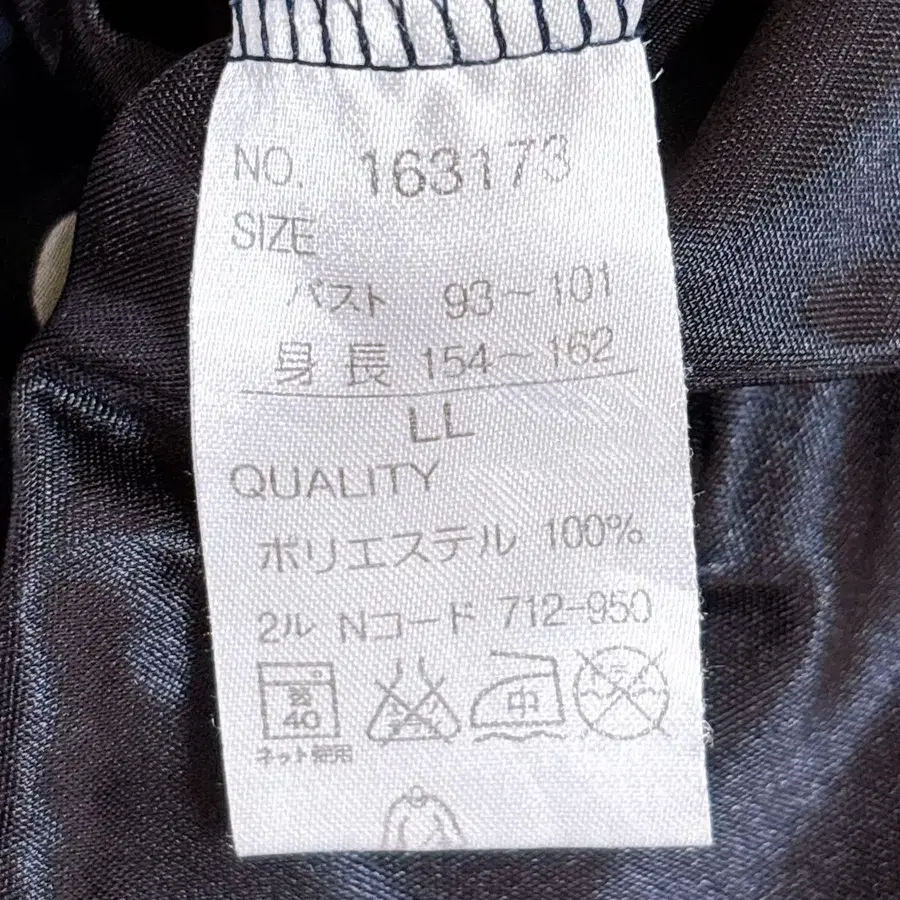 NO. 163173
SIZE
バスト 93～101
身長 154～162
LL
QUALITY
ポリエステル 100%
2ル Nコード 712-950
40 中
ネット使用